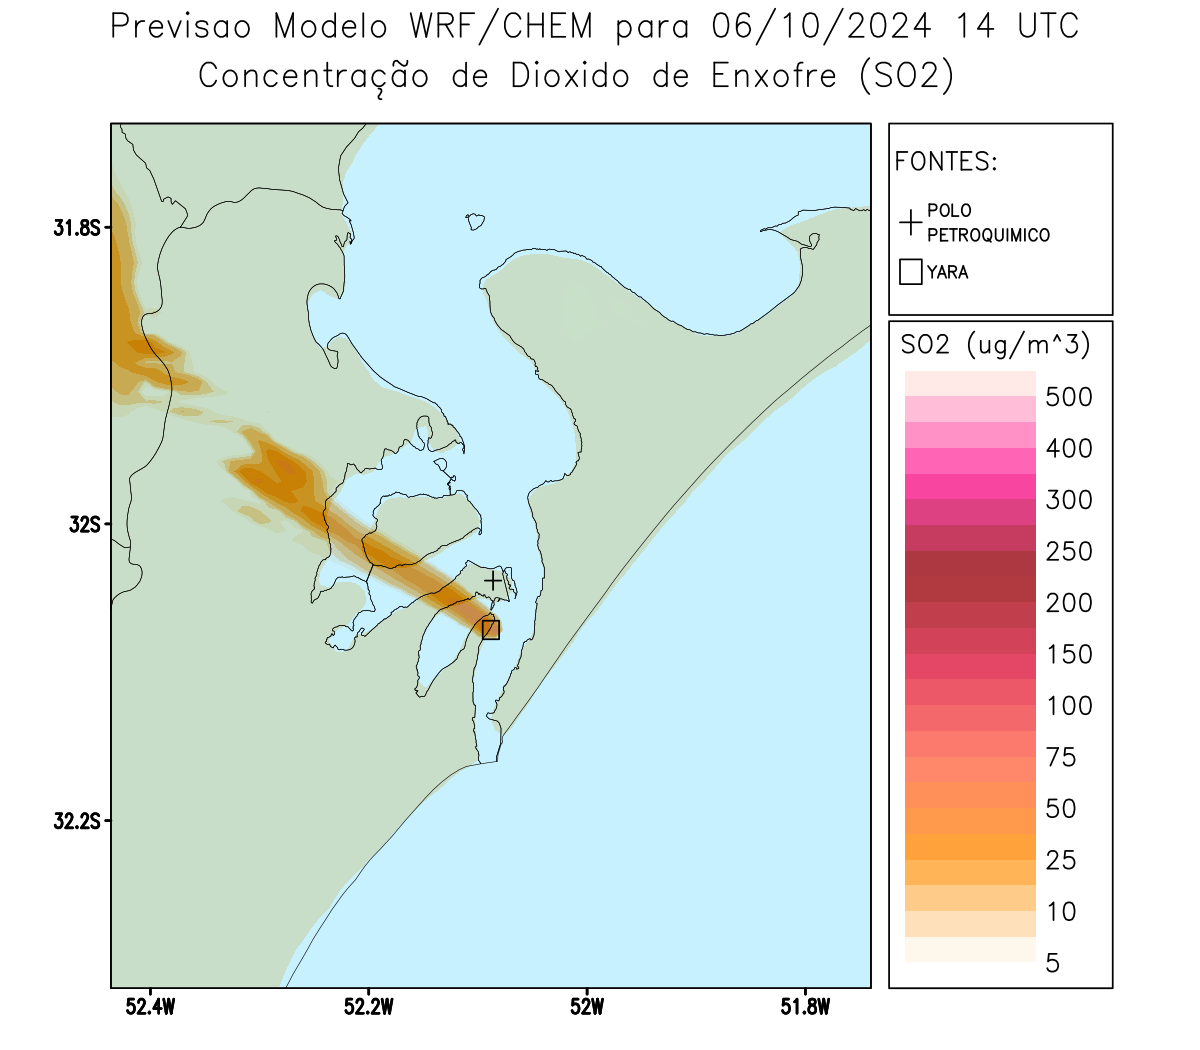 Previsao Modelo WRF/CHEM para 06/10/2024 14 UTC
Concentração de Dioxido de Enxofre (SO2)
FONTES:
POLO
PETROQUIMICO
YARA
SO2 (ug/m^3)
500
400
300
250
200
150
100
75
50
25
10
5
31.8S
32S
32.2S
52.4W
52.2W
52W
51.8W